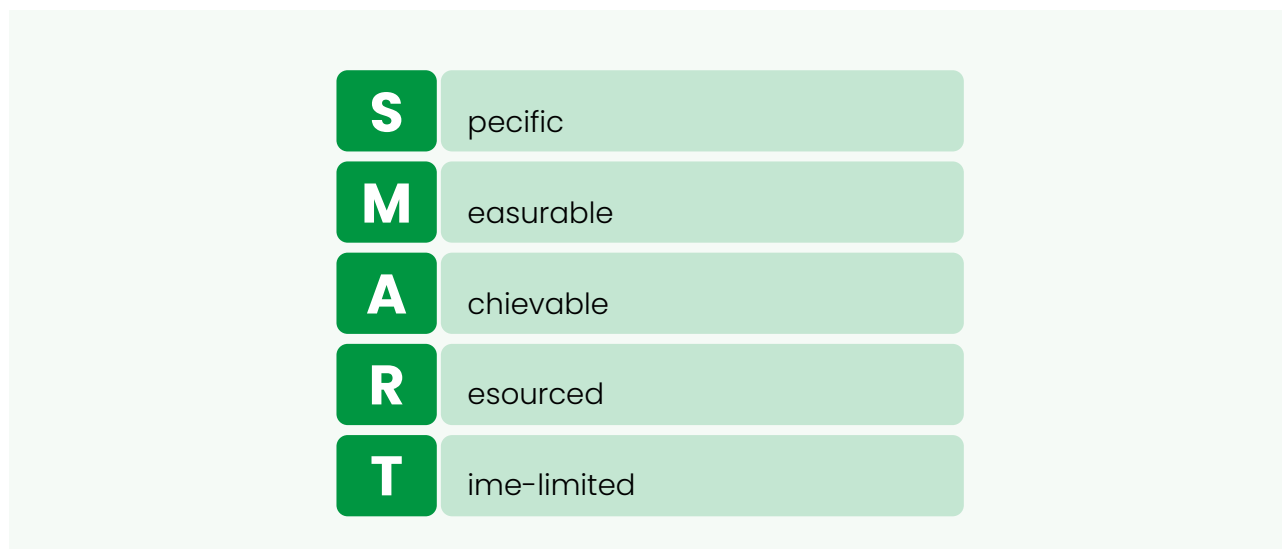 S pecific
M easurable
A chievable
R esourced
T ime-limited